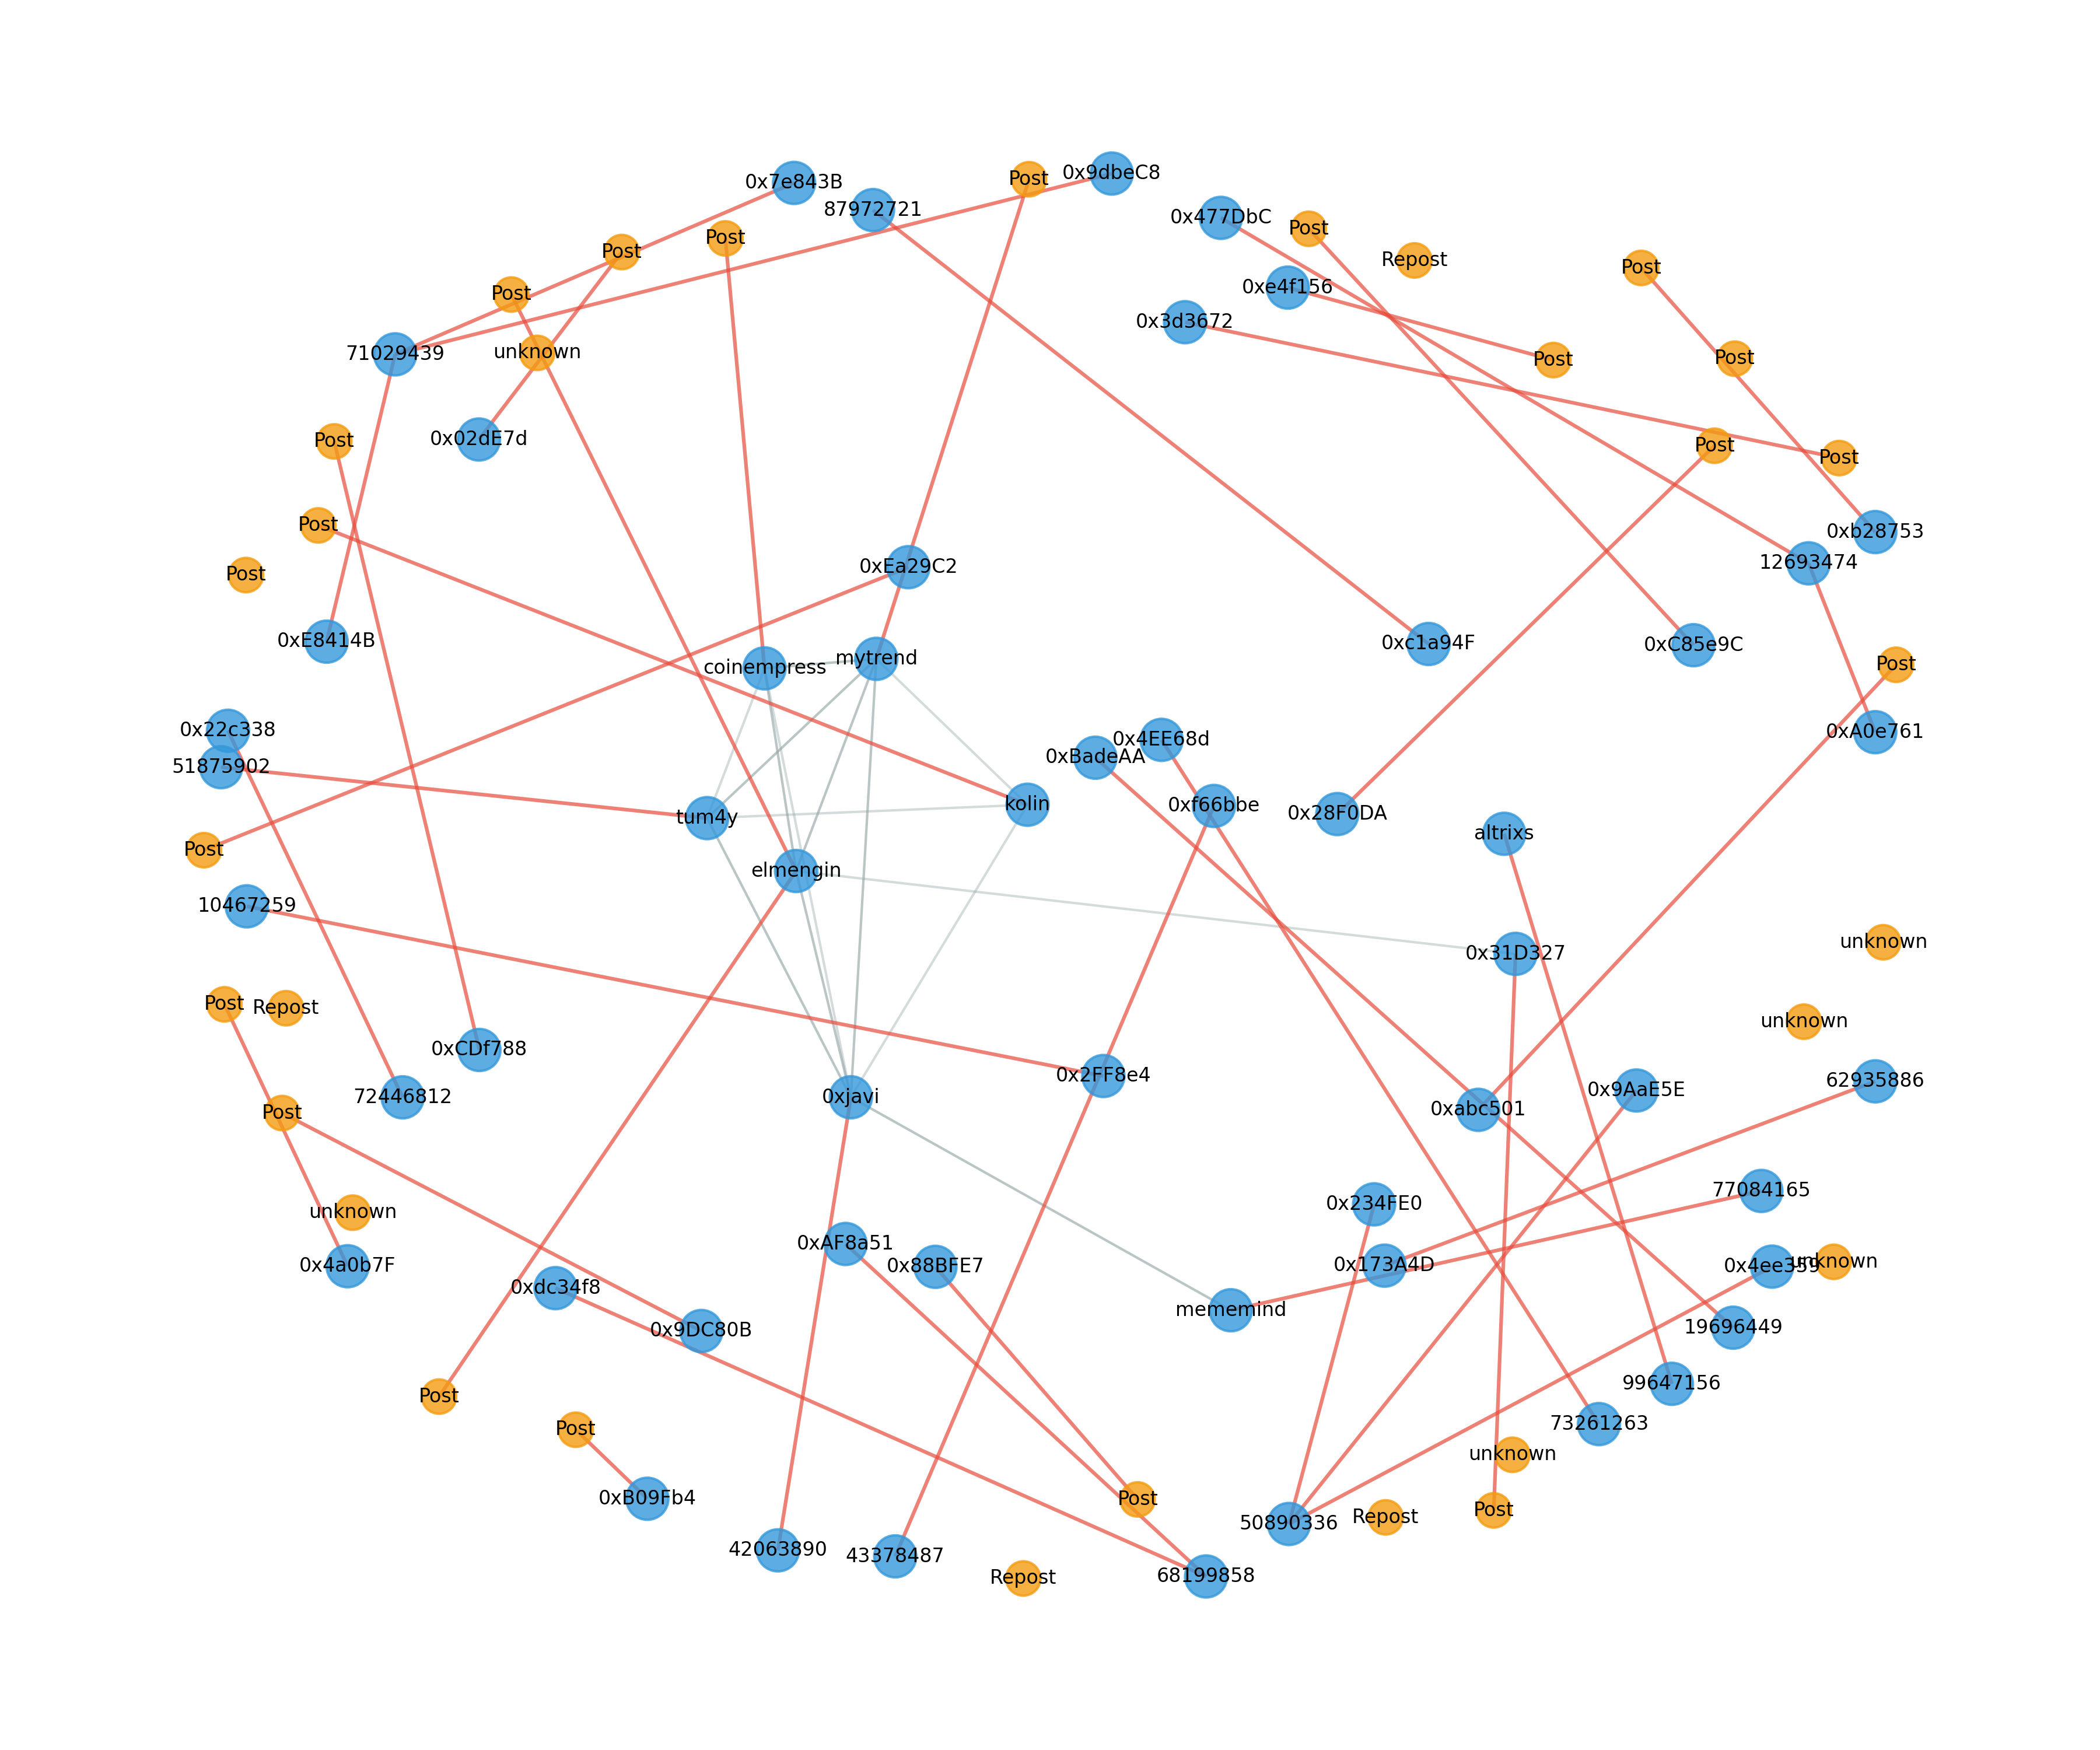 0x9dbeC8
Post
0x7e843B
87972721
0x477DbC
Post
Post
Post
Repost
Post
0xe4f156
Post
0x3d3672
71029439
unknown
Post
Post
0x02dE7d
Post
Post
Post
Post
0xb28753
12693474
0xEa29C2
Post
0xE8414B
0xc1a94F
0xC85e9C
mytrend
coinempress
Post
0x22c338
0xA0e761
0x4EE68d
0xBadeAA
51875902
kolin
0xf66bbe
0x28F0DA
tum4y
altrixs
Post
elmengin
10467259
unknown
0x31D327
Post
Repost
unknown
0xCDf788
0x2FF8e4
62935886
0x9AaE5E
72446812
0xjavi
0xabc501
Post
77084165
0x234FE0
unknown
0xAF8a51
unknown
0x4a0b7F
0x88BFE7
0x173A4D
0x4ee359
0xdc34f8
mememind
19696449
0x9DC80B
99647156
Post
73261263
Post
unknown
0xB09Fb4
Post
Post
Repost
50890336
42063890
43378487
68199858
Repost